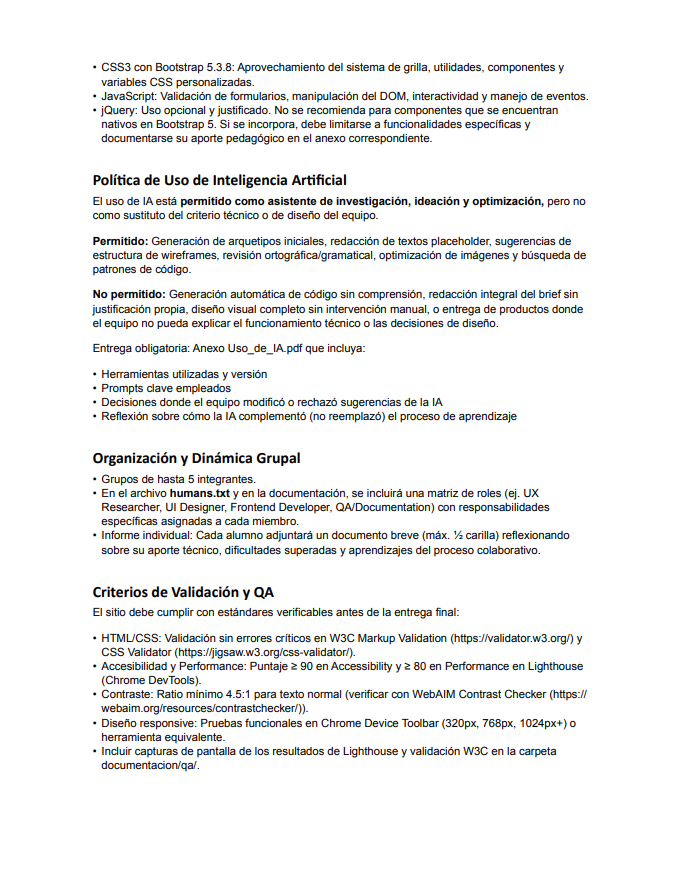 • CSS3 con Bootstrap 5.3.8: Aprovechamiento del sistema de grilla, utilidades, componentes y
variables CSS personalizadas.
• JavaScript: Validación de formularios, manipulación del DOM, interactividad y manejo de eventos.
• jQuery: Uso opcional y justificado. No se recomienda para componentes que se encuentran
nativos en Bootstrap 5. Si se incorpora, debe limitarse a funcionalidades específicas y
documentarse su aporte pedagógico en el anexo correspondiente.
Política de Uso de Inteligencia Artificial
El uso de IA está permitido como asistente de investigación, ideación y optimización, pero no
como sustituto del criterio técnico o de diseño del equipo.
Permitido: Generación de arquetipos iniciales, redacción de textos placeholder, sugerencias de
estructura de wireframes, revisión ortográfica/gramatical, optimización de imágenes y búsqueda de
patrones de código.
No permitido: Generación automática de código sin comprensión, redacción integral del brief sin
justificación propia, diseño visual completo sin intervención manual, o entrega de productos donde
el equipo no pueda explicar el funcionamiento técnico o las decisiones de diseño.
Entrega obligatoria: Anexo Uso_de_IA.pdf que incluya:
• Herramientas utilizadas y versión
• Prompts clave empleados
• Decisiones donde el equipo modificó o rechazó sugerencias de la IA
• Reflexión sobre cómo la IA complementó (no reemplazó) el proceso de aprendizaje
Organización y Dinámica Grupal
• Grupos de hasta 5 integrantes.
• En el archivo humans.txt y en la documentación, se incluirá una matriz de roles (ej. UX
Researcher, UI Designer, Frontend Developer, QA/Documentation) con responsabilidades
específicas asignadas a cada miembro.
• Informe individual: Cada alumno adjuntará un documento breve (máx. ½ carilla) reflexionando
sobre su aporte técnico, dificultades superadas y aprendizajes del proceso colaborativo.
Criterios de Validación y QA
El sitio debe cumplir con estándares verificables antes de la entrega final:
• HTML/CSS: Validación sin errores críticos en W3C Markup Validation (https://validator.w3.org/) y
CSS Validator (https://jigsaw.w3.org/css-validator/).
• Accesibilidad y Performance: Puntaje ≥ 90 en Accessibility y ≥ 80 en Performance en Lighthouse
(Chrome DevTools).
• Contraste: Ratio mínimo 4.5:1 para texto normal (verificar con WebAIM Contrast Checker (https://
webaim.org/resources/contrastchecker/)).
• Diseño responsive: Pruebas funcionales en Chrome Device Toolbar (320px, 768px, 1024px+) o
herramienta equivalente.
• Incluir capturas de pantalla de los resultados de Lighthouse y validación W3C en la carpeta
documentacion/qa/.